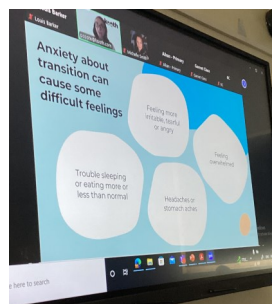 Louis Barker
Anxiety about
transition can
cause some
difficult feelings
Feeling more
irritable, tearful
or angry
Feeling
overwhelmed
Trouble sleeping
or eating more or
less than normal
Headaches or
stomach aches
e here to search